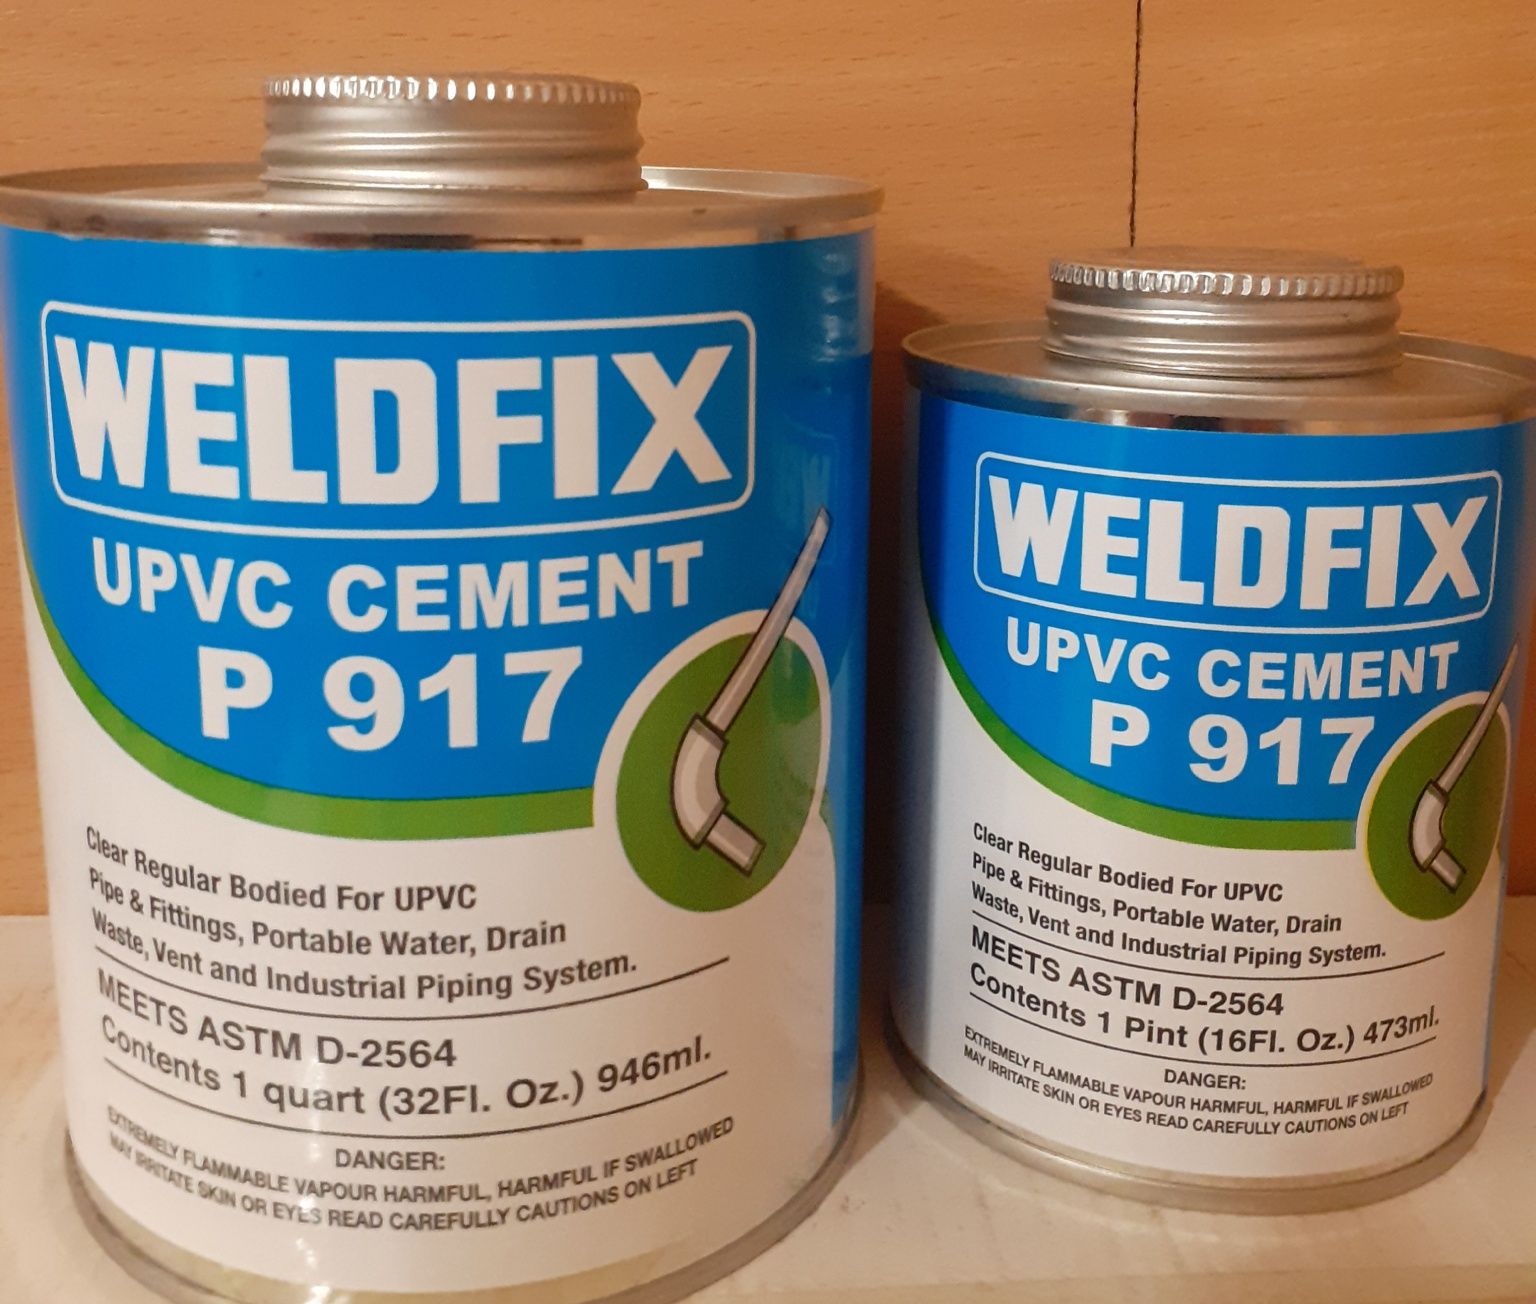 WELDFIX
UPVC CEMENT
P 917
Clear Regular Bodied For UPVC
Pipe & Fittings, Portable Water, Drain
Waste, Vent and Industrial Piping System.
MEETS ASTM D-2564
Contents 1 quart (32Fl. Oz.) 946ml.
DANGER:
EXTREMELY FLAMMABLE VAPOUR HARMFUL, HARMFUL IF SWALLOWED
MAY IRRITATE SKIN OR EYES READ CAREFULLY CAUTIONS ON LEFT
WELDFIX
UPVC CEMENT
P 917
Clear Regular Bodied For UPVC
Pipe & Fittings, Portable Water, Drain
Waste, Vent and Industrial Piping System.
MEETS ASTM D-2564
Contents 1 Pint (16Fl. Oz.) 473ml.
DANGER:
EXTREMELY FLAMMABLE VAPOUR HARMFUL, HARMFUL IF SWALLOWED
MAY IRRITATE SKIN OR EYES READ CAREFULLY CAUTIONS ON LEFT